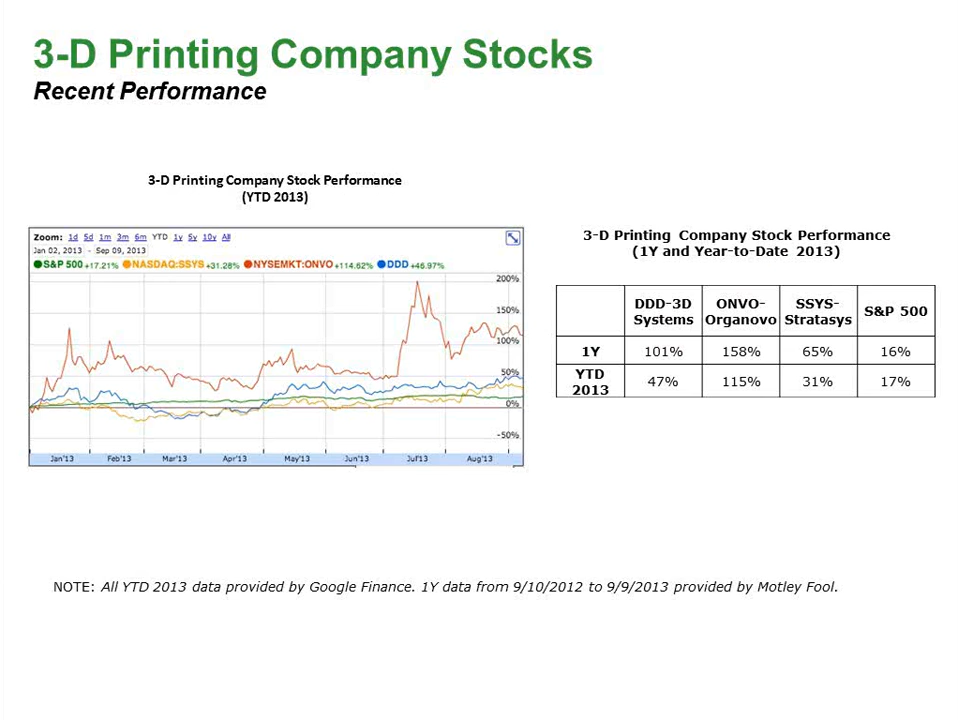 3-D Printing Company Stocks
Recent Performance
3-D Printing Company Stock Performance
(YTD 2013)
Zoom: 1d 5d 1m 3m 6m YTD 1y 5y 10y All
Jan 02, 2013 - Sep 09, 2013
S&P 500 +17.21% NASDAQ:SSYS +31.28% NYSEMKT:ONVO +114.62% DDD +46.97%
200%
150%
100%
50%
0%
-50%
Jan'13 Feb'13 Mar'13 Apr'13 May'13 Jun'13 Jul'13 Aug'13
3-D Printing Company Stock Performance
(1Y and Year-to-Date 2013)
DDD-3D Systems ONVO-Organovo SSYS-Stratasys S&P 500
1Y 101% 158% 65% 16%
YTD 2013 47% 115% 31% 17%
NOTE: All YTD 2013 data provided by Google Finance. 1Y data from 9/10/2012 to 9/9/2013 provided by Motley Fool.